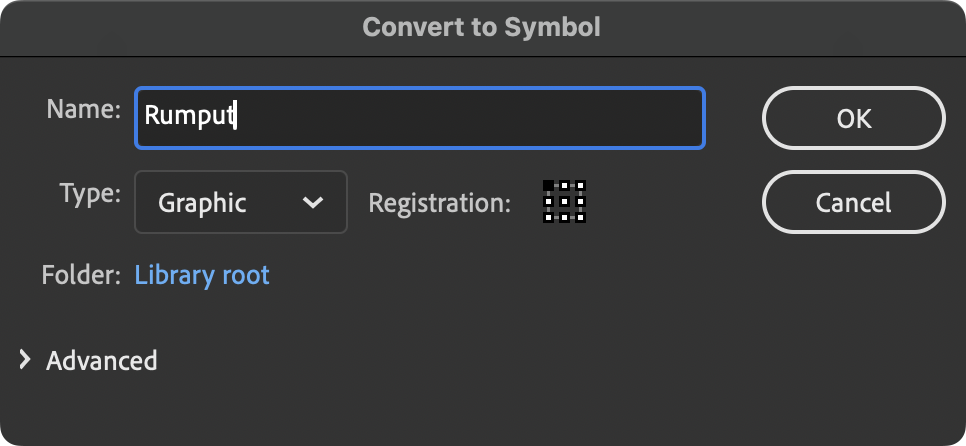 Convert to Symbol
Name: Rumput OK
Type: Graphic Registration: Cancel
Folder: Library root
Advanced